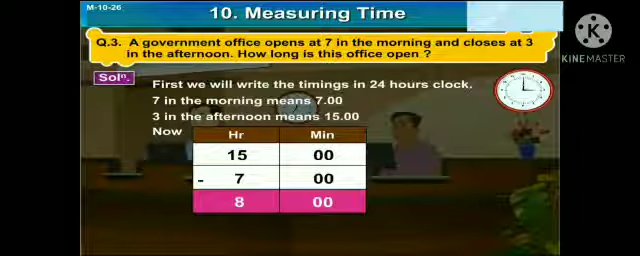 M-10-26
10. Measuring Time
Q.3. A government office opens at 7 in the morning and closes at 3
in the afternoon. How long is this office open ?
Solⁿ.
First we will write the timings in 24 hours clock.
7 in the morning means 7.00
3 in the afternoon means 15.00
Now
Hr Min
15 00
- 7 00
8 00
K
KINEMASTER